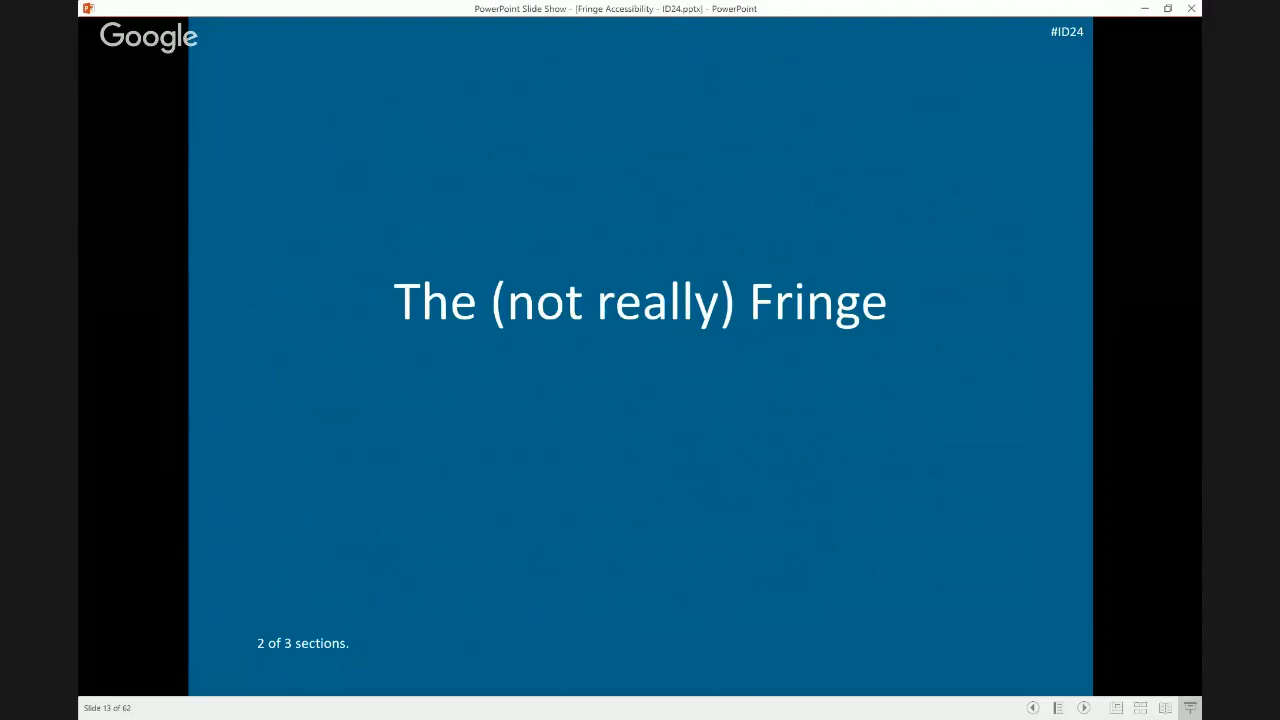 PowerPoint Slide Show - [Fringe Accessibility - ID24.pptx] - PowerPoint
Google
#ID24
The (not really) Fringe
2 of 3 sections.
Slide 13 of 62